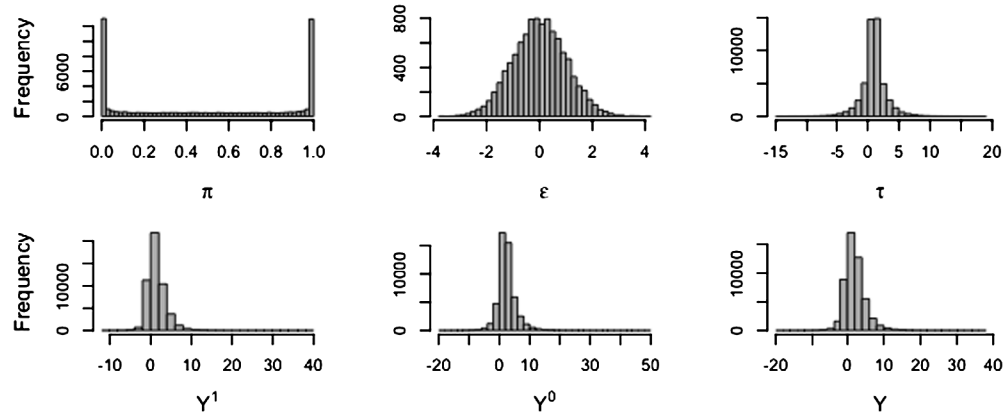 Frequency
0 6000
0.0 0.2 0.4 0.6 0.8 1.0
π
0 400 800
-4 -2 0 2 4
ε
0 10000
-15 -5 0 5 10 20
τ
Frequency
0 10000
-10 0 10 20 30 40
Y¹
0 10000
-20 0 10 30 50
Y⁰
0 10000
-20 0 10 20 30 40
Y